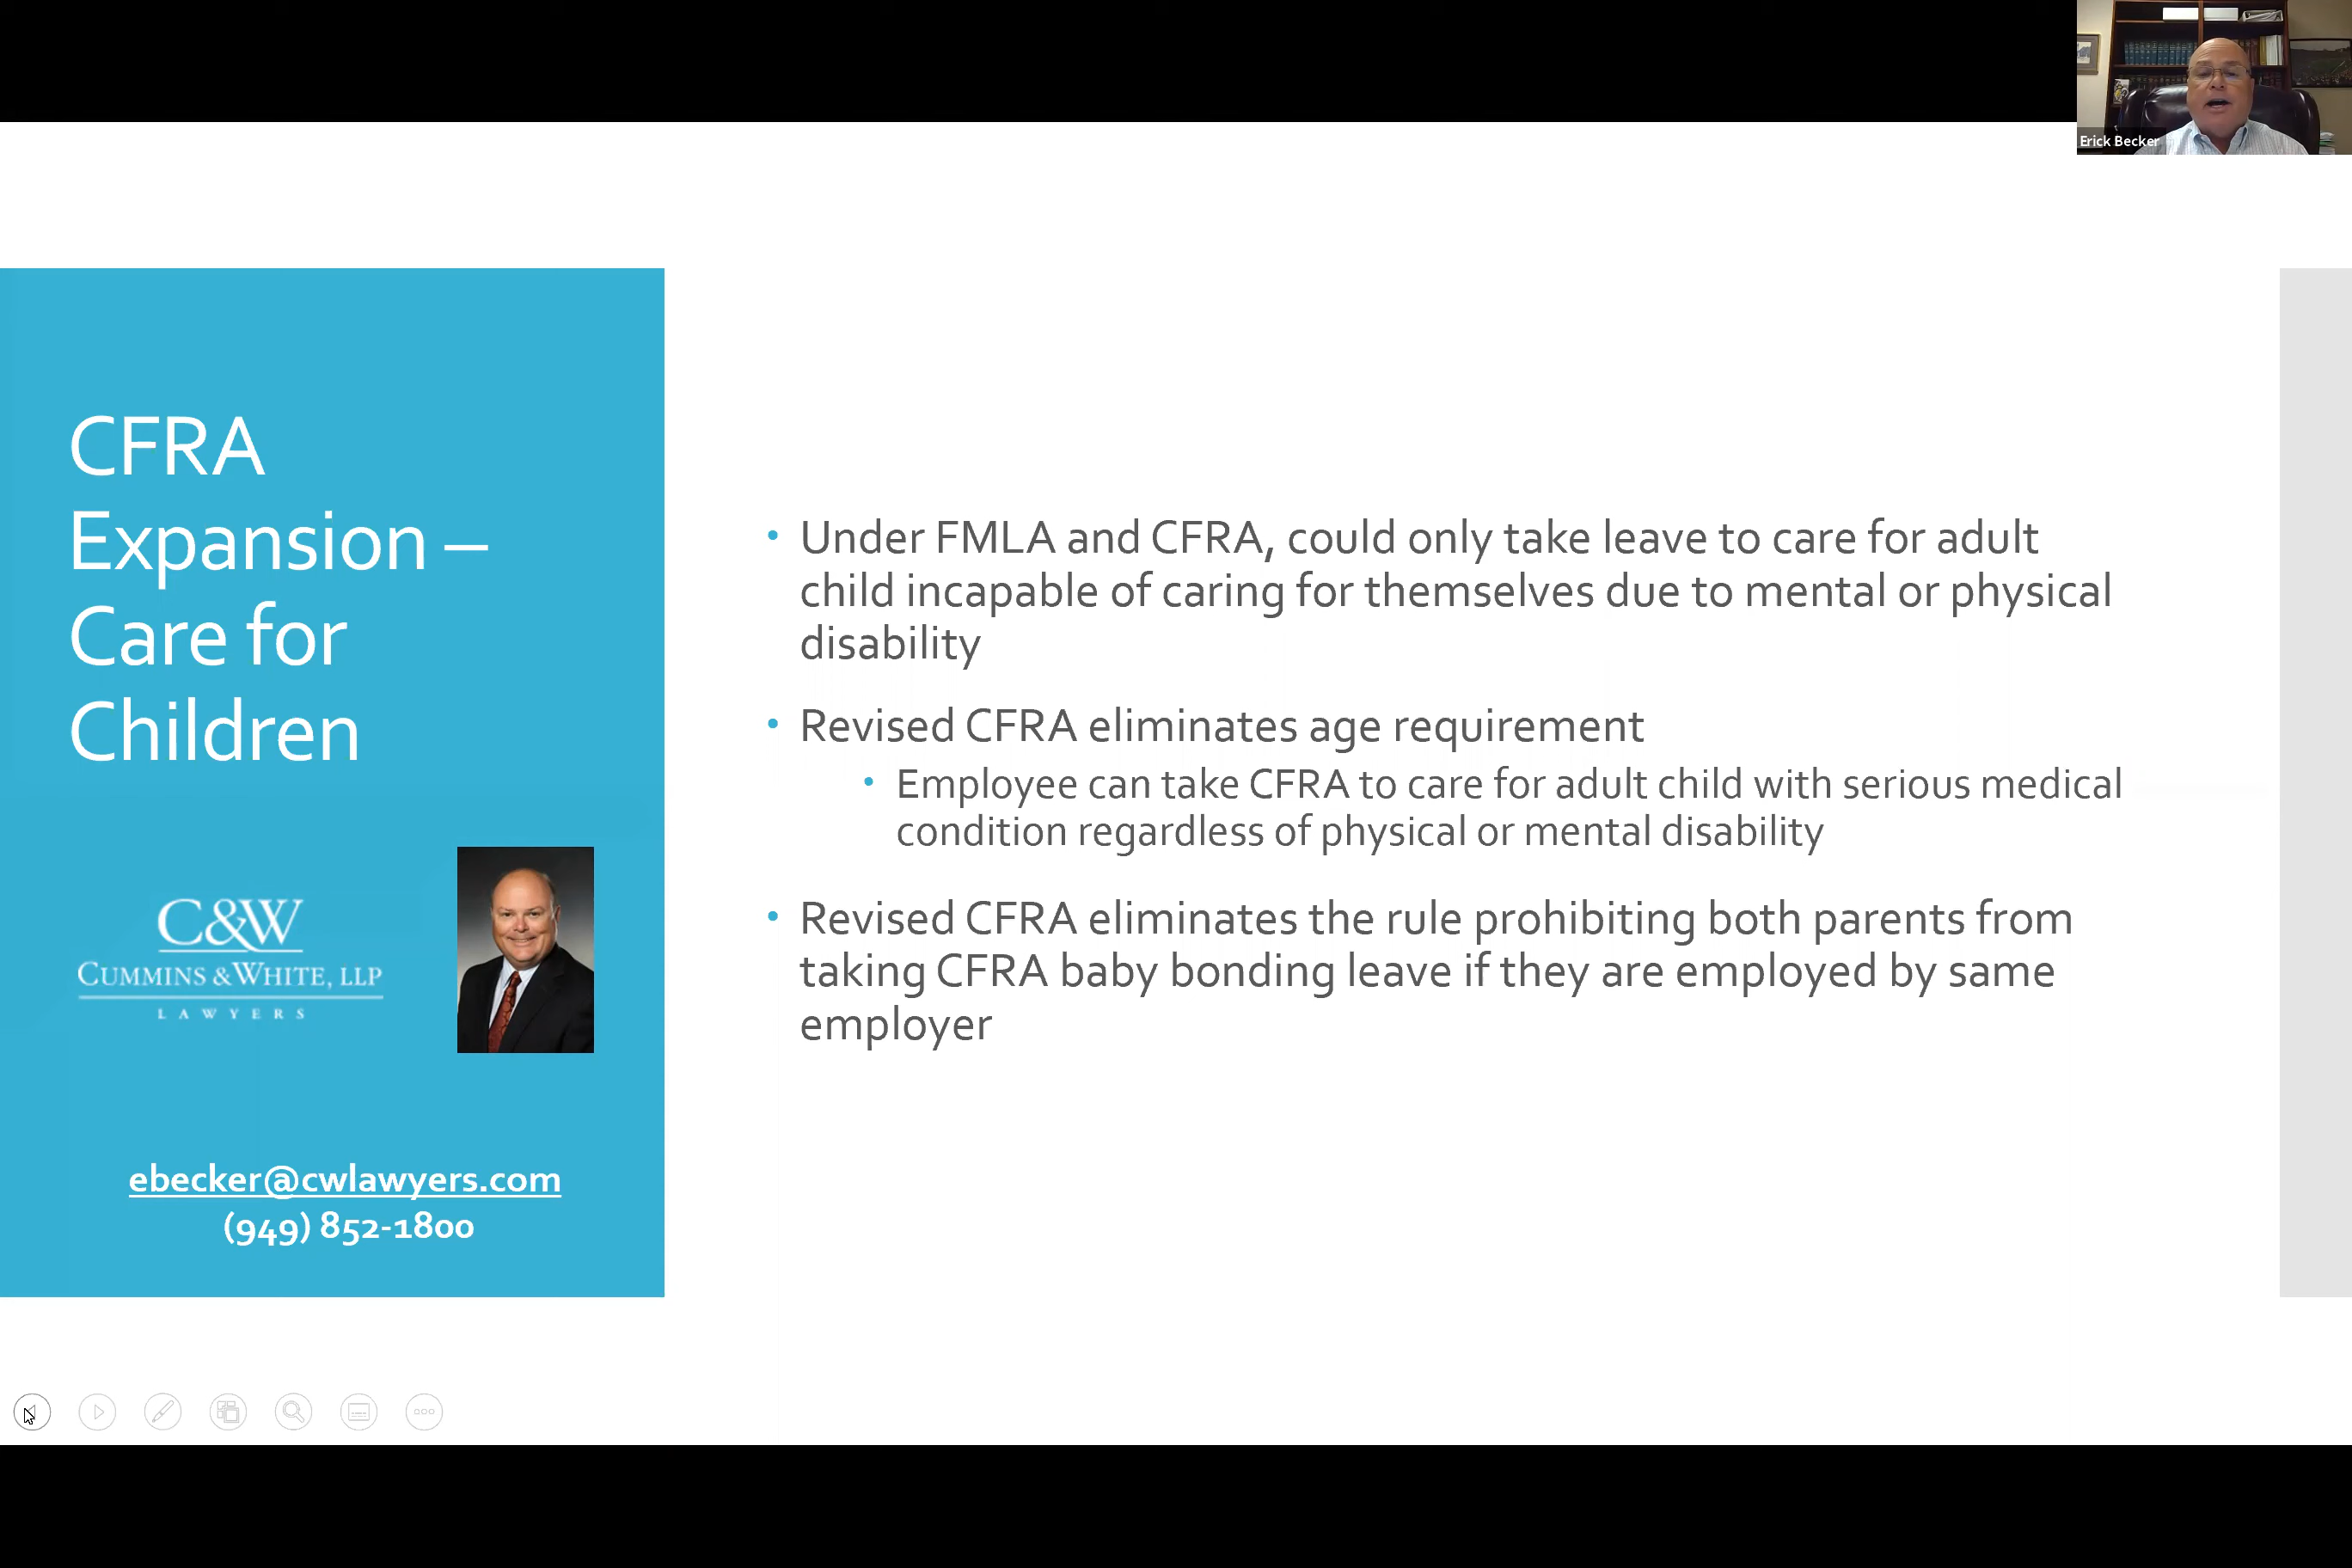 Erick Becker
CFRA
Expansion –
Care for
Children
C&W
CUMMINS & WHITE, LLP
LAWYERS
ebecker@cwlawyers.com
(949) 852-1800
• Under FMLA and CFRA, could only take leave to care for adult
child incapable of caring for themselves due to mental or physical
disability
• Revised CFRA eliminates age requirement
• Employee can take CFRA to care for adult child with serious medical
condition regardless of physical or mental disability
• Revised CFRA eliminates the rule prohibiting both parents from
taking CFRA baby bonding leave if they are employed by same
employer